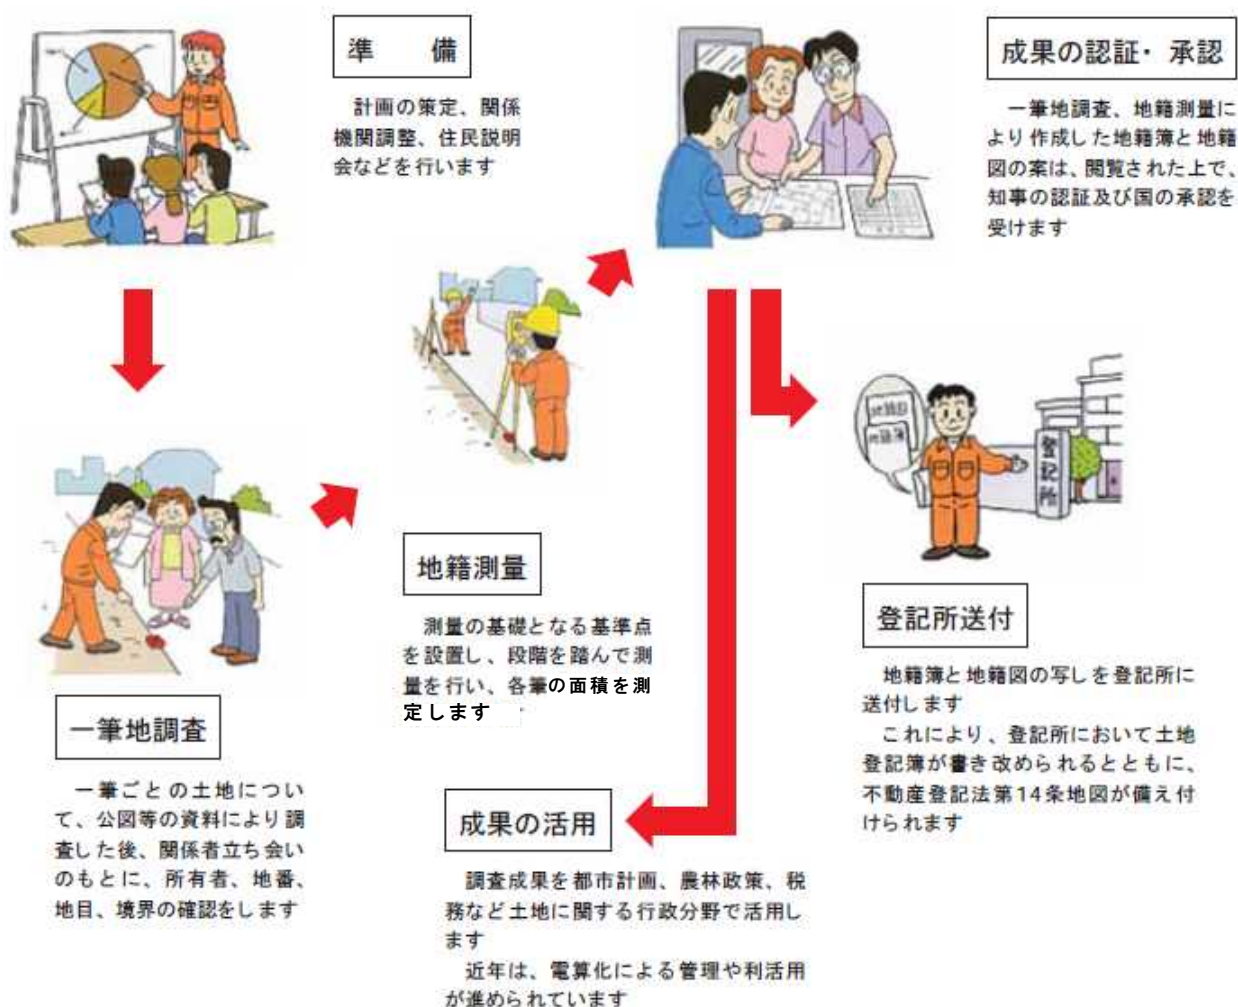 準　備
計画の策定、関係
機関調整、住民説明
会などを行います
一筆地調査
一筆ごとの土地につい
て、公図等の資料により調
査した後、関係者立ち会い
のもとに、所有者、地番、
地目、境界の確認をします
地籍測量
測量の基礎となる基準点
を設置し、段階を踏んで測
量を行い、各筆の面積を測
定します
成果の認証・承認
一筆地調査、地籍測量に
より作成した地籍簿と地籍
図の案は、閲覧された上で、
知事の認証及び国の承認を
受けます
地籍図
地籍簿
登記所
登記所送付
地籍簿と地籍図の写しを登記所に
送付します
これにより、登記所において土地
登記簿が書き改められるとともに、
不動産登記法第14条地図が備え付
けられます
成果の活用
調査成果を都市計画、農林政策、税
務など土地に関する行政分野で活用し
ます
近年は、電算化による管理や利活用
が進められています